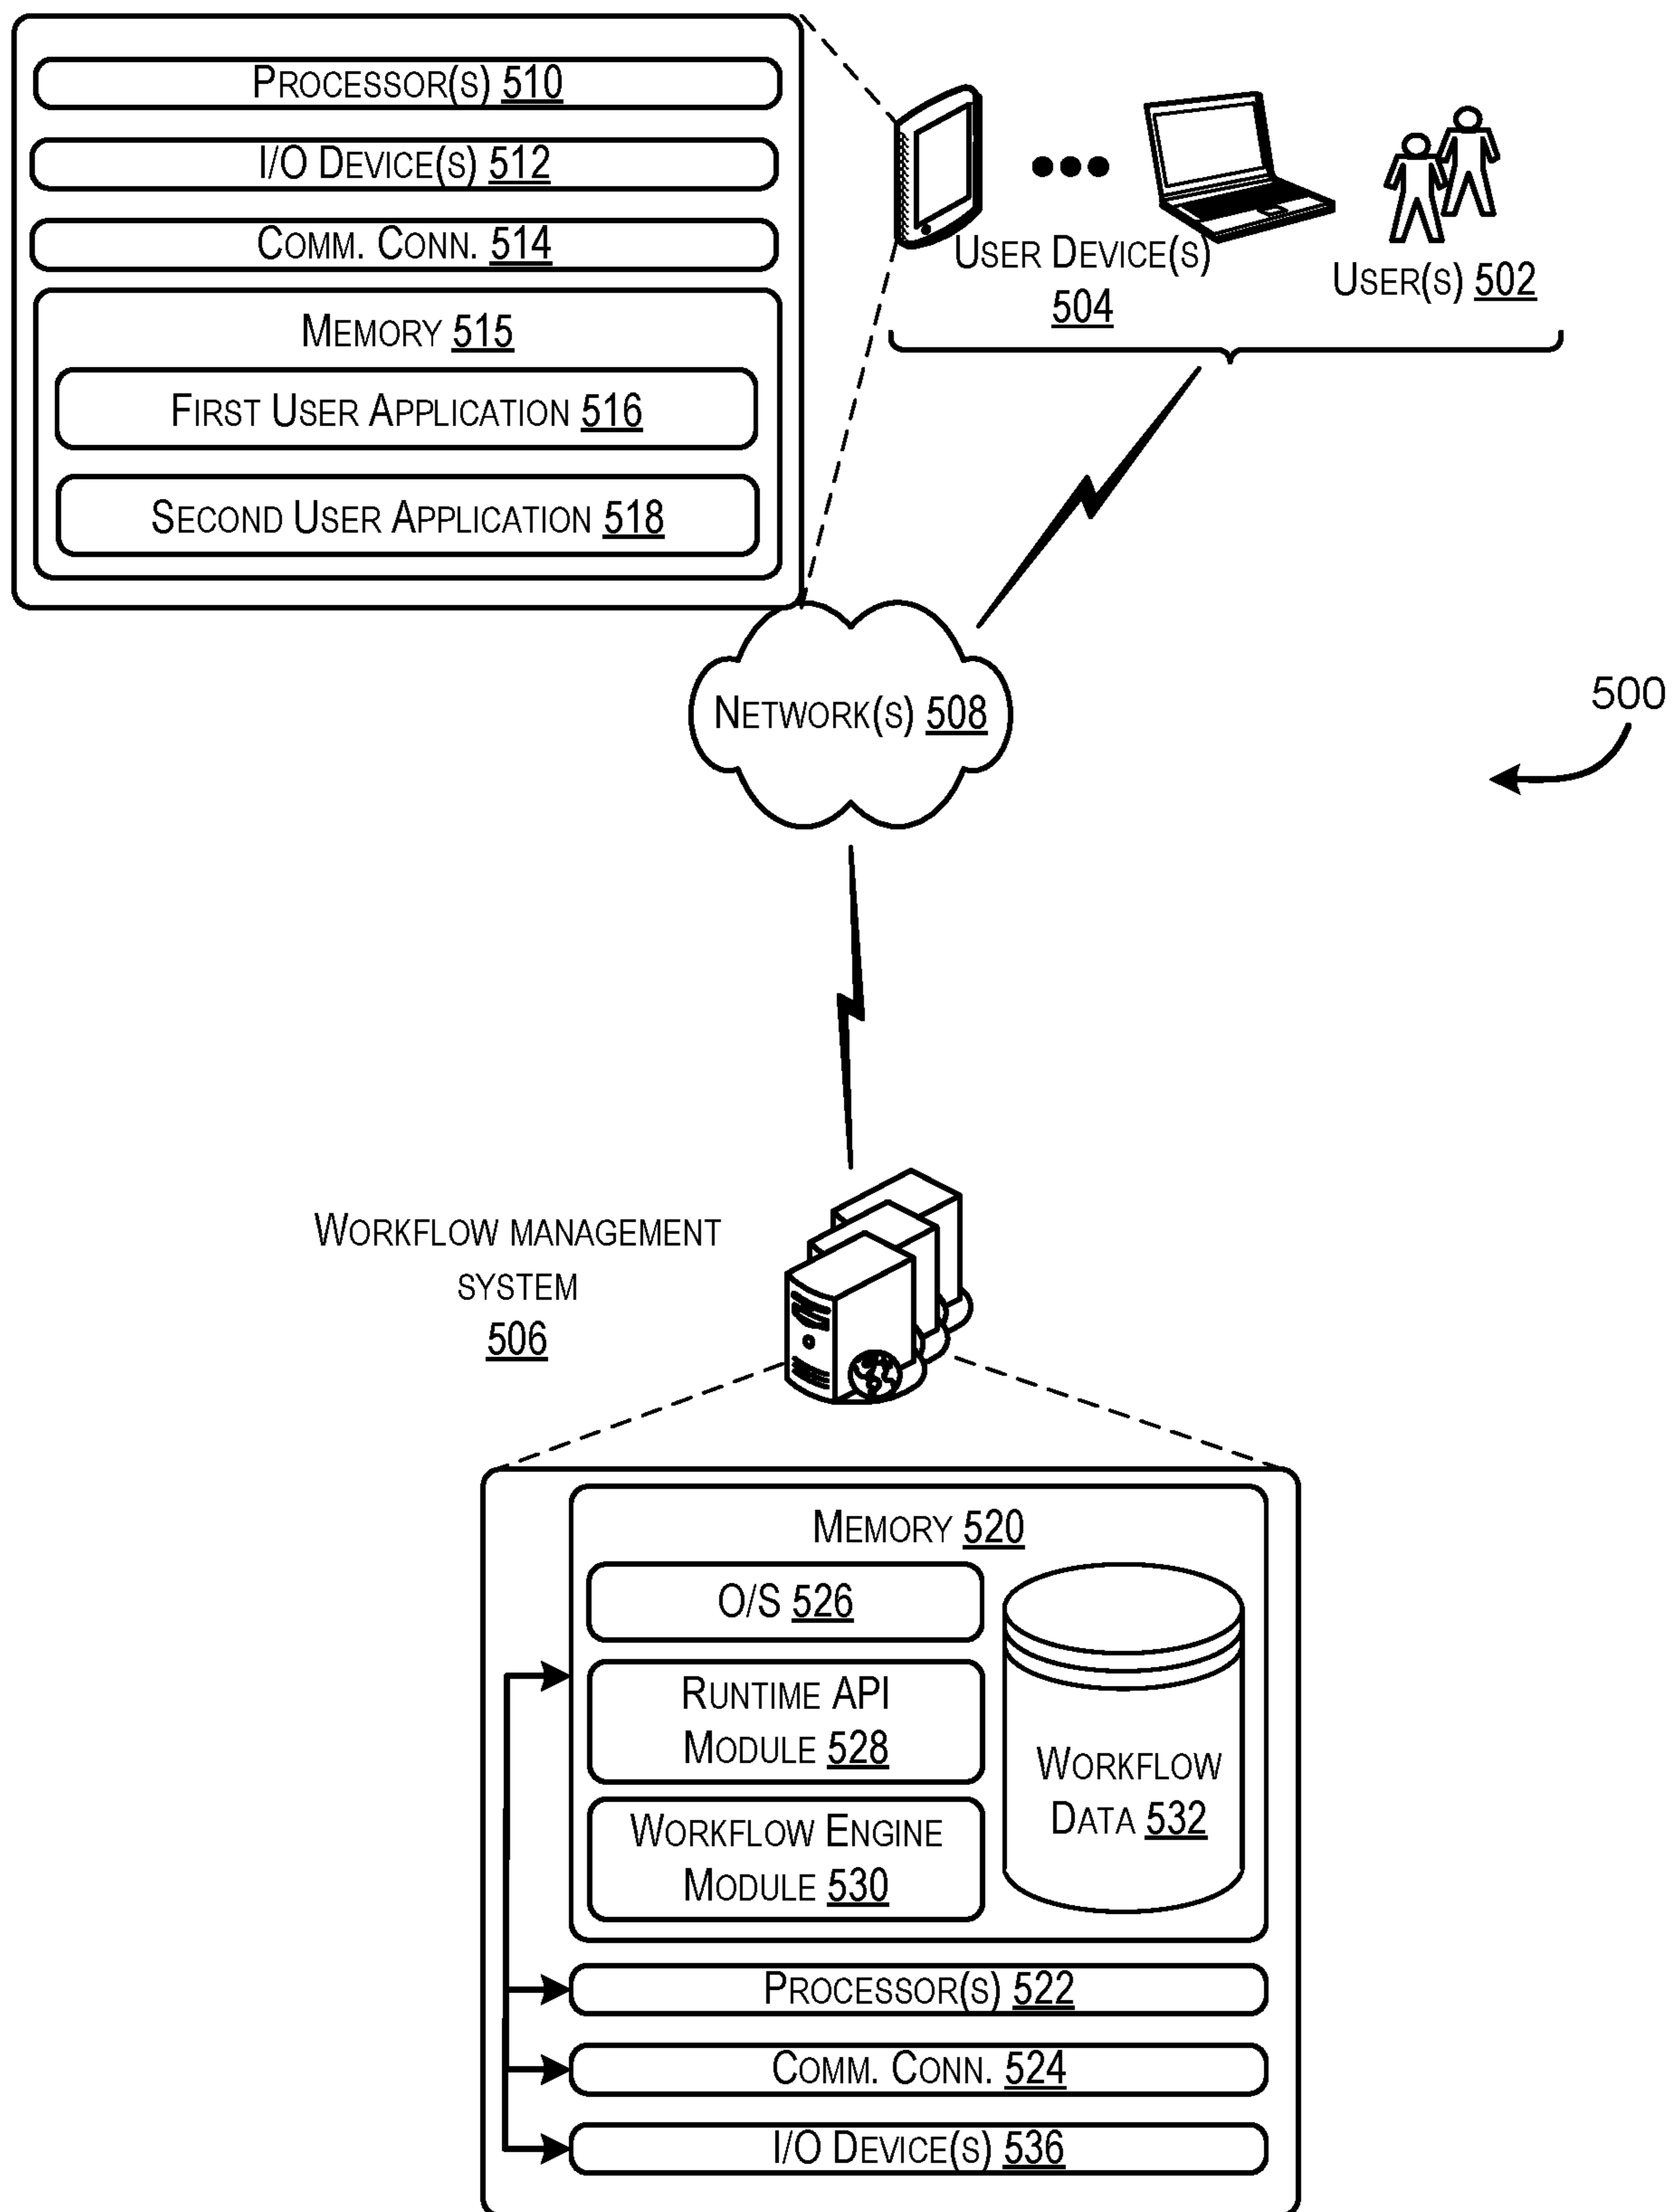 PROCESSOR(S) 510
I/O DEVICE(S) 512
COMM. CONN. 514
MEMORY 515
FIRST USER APPLICATION 516
SECOND USER APPLICATION 518
USER DEVICE(S)
504
USER(S) 502
NETWORK(S) 508
500
WORKFLOW MANAGEMENT
SYSTEM
506
MEMORY 520
O/S 526
RUNTIME API
MODULE 528
WORKFLOW ENGINE
MODULE 530
WORKFLOW
DATA 532
PROCESSOR(S) 522
COMM. CONN. 524
I/O DEVICE(S) 536